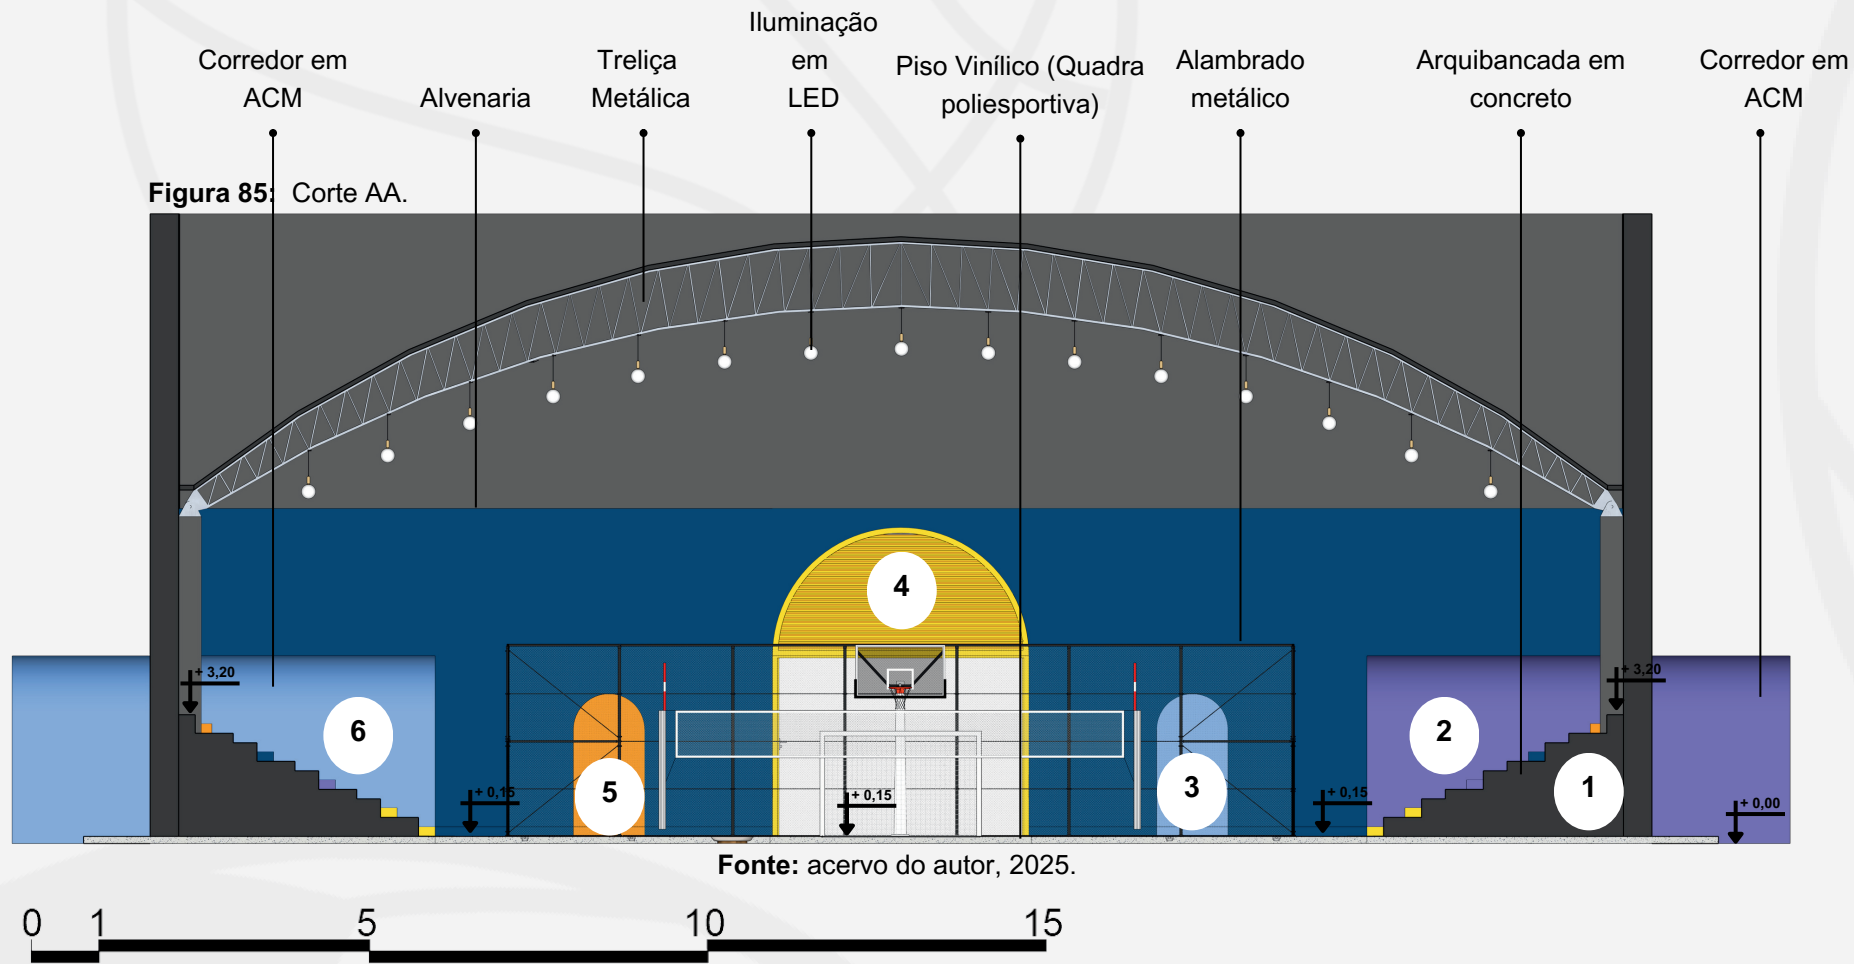 Iluminação
em
LED
Corredor em
ACM
Alvenaria
Treliça
Metálica
Piso Vinílico (Quadra
poliesportiva)
Alambrado
metálico
Arquibancada em
concreto
Corredor em
ACM
Figura 85: Corte AA.
4
+ 3,20
+ 3,20
6
2
5
3
1
+ 0,15
+ 0,15
+ 0,15
+ 0,00
Fonte: acervo do autor, 2025.
0 1 5 10 15